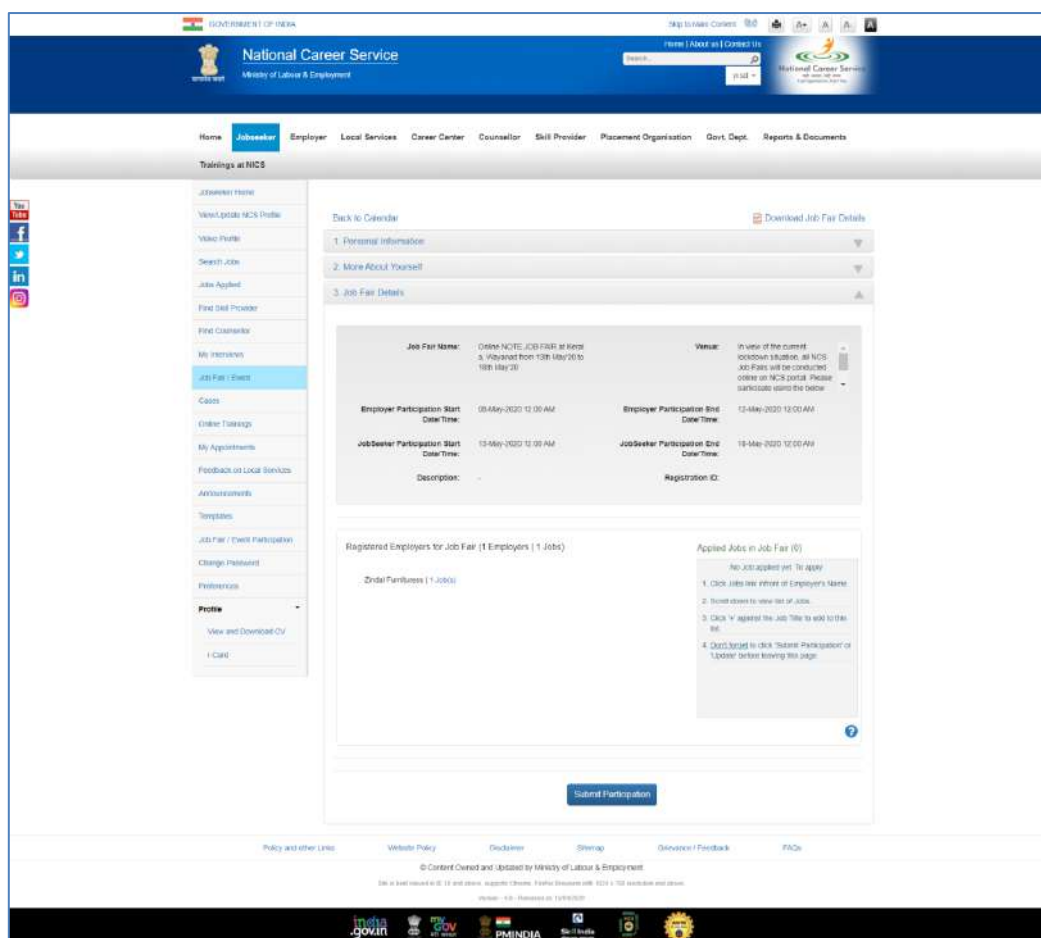 GOVERNMENT OF INDIA
Skip to Main Content हिंदी A+ A A- A
Home | About us | Contact Us
National Career Service
Ministry of Labour & Employment
Search..
National Career Service
Home Jobseeker Employer Local Services Career Center Counsellor Skill Provider Placement Organisation Govt. Dept. Reports & Documents
Trainings at NICS
You
Tube
Jobseeker Home
View/Update NCS Profile
Video Profile
Search Jobs
Jobs Applied
Find Skill Provider
Find Counsellor
My Interviews
Job Fair / Event
Cases
Online Trainings
My Appointments
Feedback on Local Services
Announcements
Templates
Job Fair / Event Participation
Change Password
Preferences
Profile
View and Download CV
I-Card
Back to Calendar
Download Job Fair Details
1. Personal Information
2. More About Yourself
3. Job Fair Details
Job Fair Name: Online NOTE JOB FAIR at Keral
a, Wayanad from 13th May'20 to
18th May'20
Venue: In view of the current
lockdown situation, all NCS
Job Fairs will be conducted
online on NCS portal. Please
participate using the below
Employer Participation Start
Date/Time: 08-May-2020 12:00 AM
Employer Participation End
Date/Time: 12-May-2020 12:00 AM
JobSeeker Participation Start
Date/Time: 13-May-2020 12:00 AM
JobSeeker Participation End
Date/Time: 18-May-2020 12:00 AM
Description: -
Registration ID:
Registered Employers for Job Fair (1 Employers | 1 Jobs)
Zindal Furnitures ( 1 Jobs)
Applied Jobs in Job Fair (0)
No Job applied yet. To apply
1. Click Jobs link infront of Employer's Name
2. Scroll down to view list of Jobs.
3. Click '+' against the Job Title to add to this
list.
4. Don't forget to click 'Submit Participation' or
'Update' before leaving this page.
Submit Participation
Policy and other Links Website Policy Disclaimer Sitemap Grievance / Feedback FAQs
© Content Owned and Updated by Ministry of Labour & Employment
india
.gov.in
my
Gov
PMINDIA
Skill India